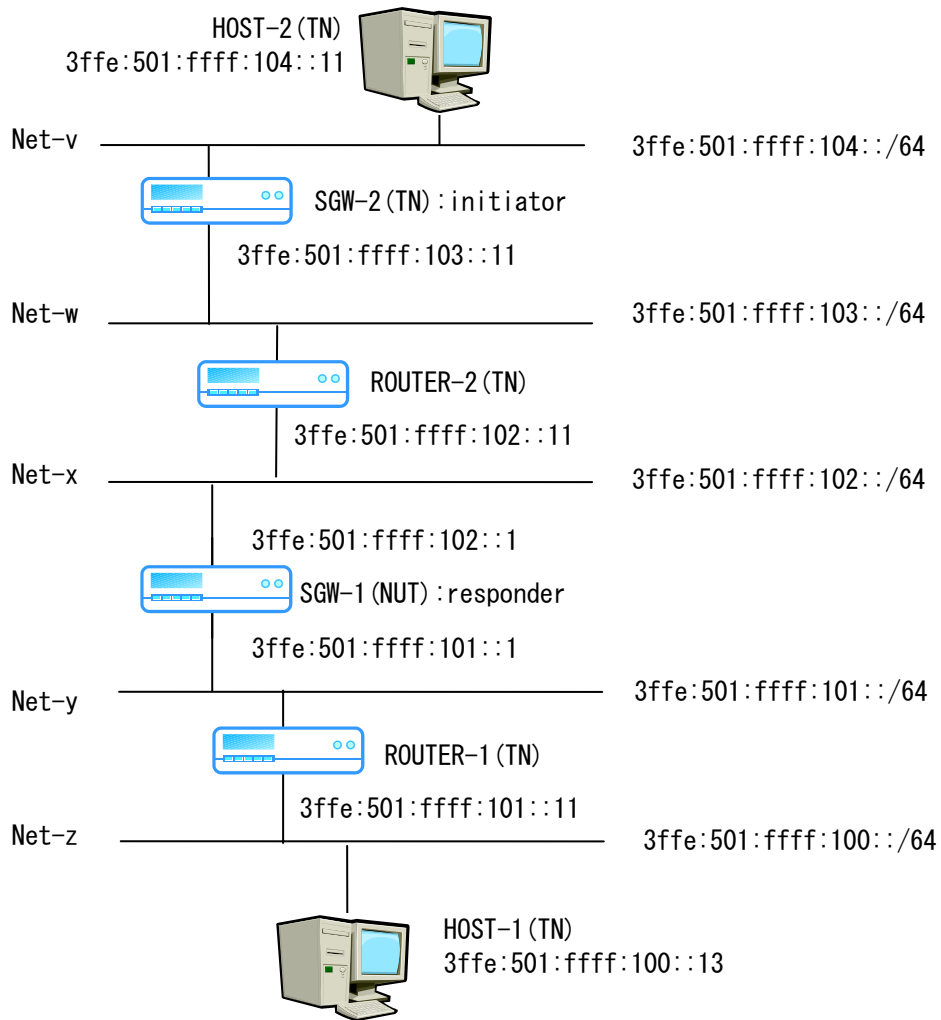 HOST-2(TN)
3ffe:501:ffff:104::11
Net-v
3ffe:501:ffff:104::/64
SGW-2(TN):initiator
3ffe:501:ffff:103::11
Net-w
3ffe:501:ffff:103::/64
ROUTER-2(TN)
3ffe:501:ffff:102::11
Net-x
3ffe:501:ffff:102::/64
3ffe:501:ffff:102::1
SGW-1(NUT):responder
3ffe:501:ffff:101::1
Net-y
3ffe:501:ffff:101::/64
ROUTER-1(TN)
3ffe:501:ffff:101::11
Net-z
3ffe:501:ffff:100::/64
HOST-1(TN)
3ffe:501:ffff:100::13